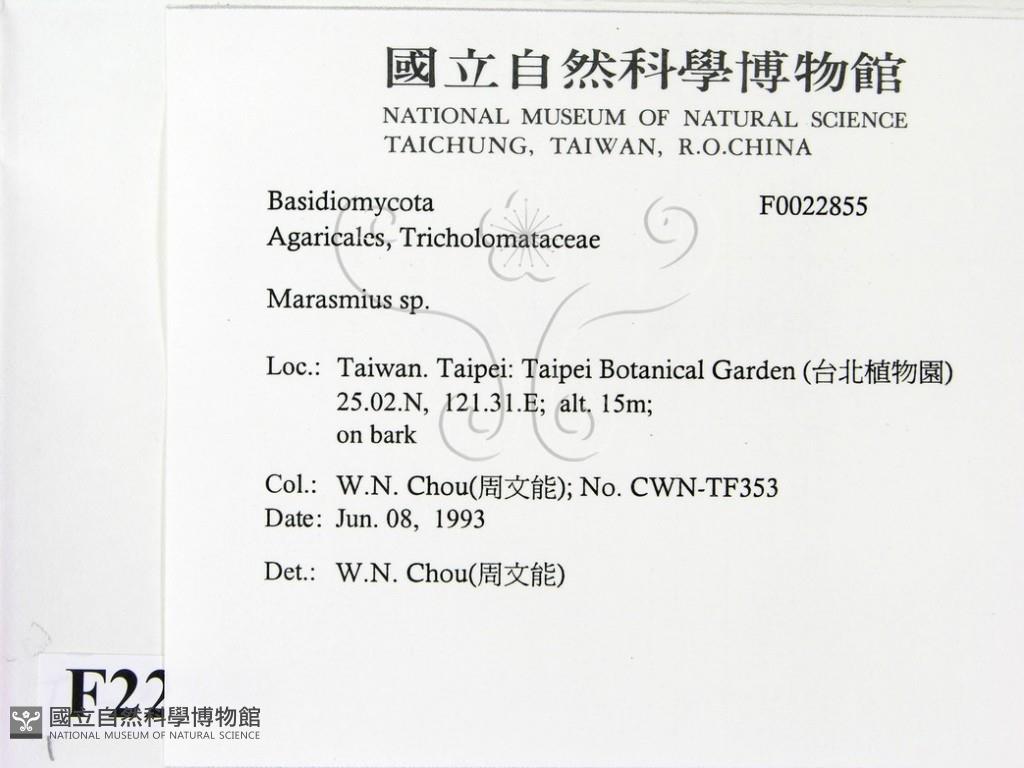 國立自然科學博物館
NATIONAL MUSEUM OF NATURAL SCIENCE
TAICHUNG, TAIWAN, R.O.CHINA
Basidiomycota F0022855
Agaricales, Tricholomataceae
Marasmius sp.
Loc.: Taiwan. Taipei: Taipei Botanical Garden (台北植物園)
25.02.N, 121.31.E; alt. 15m;
on bark
Col.: W.N. Chou(周文能); No. CWN-TF353
Date: Jun. 08, 1993
Det.: W.N. Chou(周文能)
F22
國立自然科學博物館
NATIONAL MUSEUM OF NATURAL SCIENCE